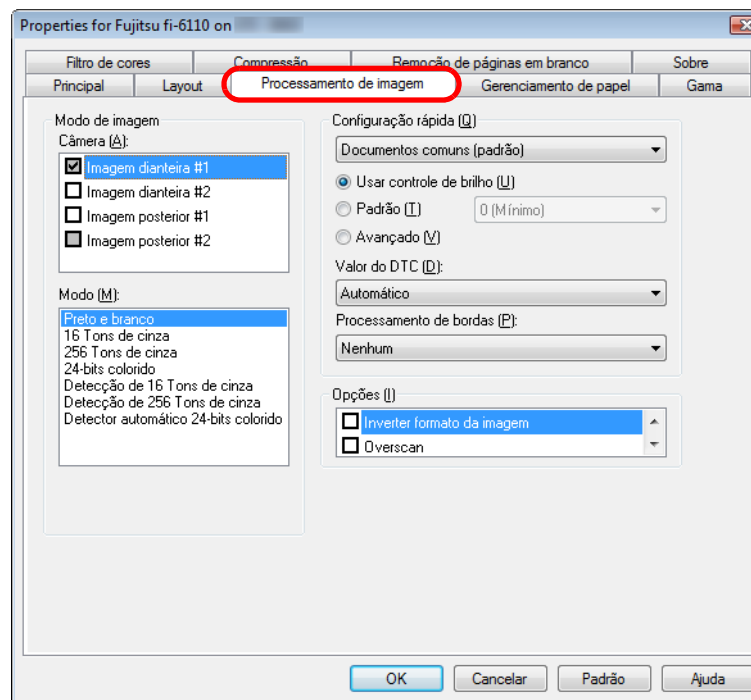 Properties for Fujitsu fi-6110 on
Filtro de cores Compressão Remoção de páginas em branco Sobre
Principal Layout Processamento de imagem Gerenciamento de papel Gama
Modo de imagem
Câmera (A):
Imagem dianteira #1
Imagem dianteira #2
Imagem posterior #1
Imagem posterior #2
Modo (M):
Preto e branco
16 Tons de cinza
256 Tons de cinza
24-bits colorido
Detecção de 16 Tons de cinza
Detecção de 256 Tons de cinza
Detector automático 24-bits colorido
Configuração rápida (Q)
Documentos comuns (padrão)
Usar controle de brilho (U)
Padrão (T) 0 (Mínimo)
Avançado (V)
Valor do DTC (D):
Automático
Processamento de bordas (P):
Nenhum
Opções (I)
Inverter formato da imagem
Overscan
OK Cancelar Padrão Ajuda